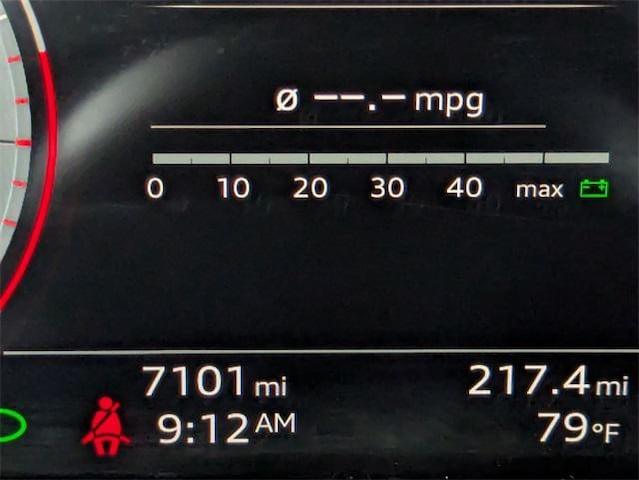 ø --.- mpg
0 10 20 30 40 max
7101 mi 217.4 mi
9:12 AM 79°F